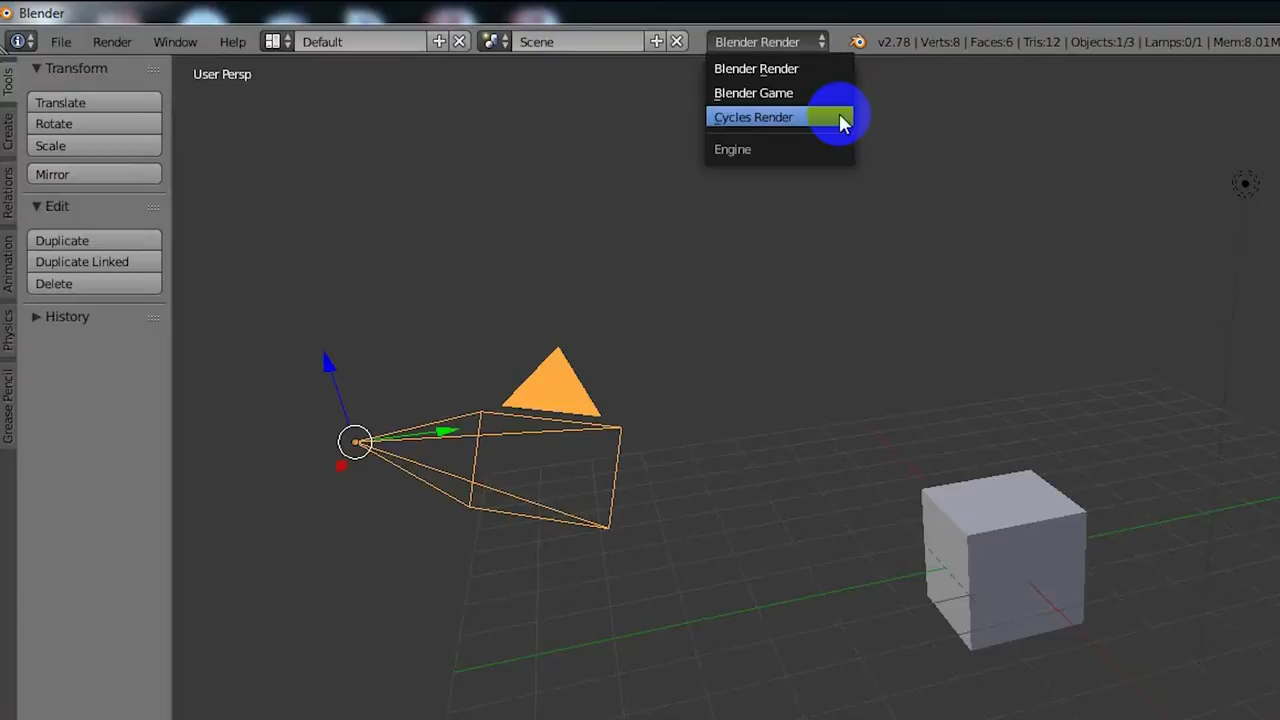 Blender
File Render Window Help Default Scene Blender Render v2.78 | Verts:8 | Faces:6 | Tris:12 | Objects:1/3 | Lamps:0/1 | Mem:8.01M
Tools
Create
Relations
Animation
Physics
Grease Pencil
Transform
Translate
Rotate
Scale
Mirror
Edit
Duplicate
Duplicate Linked
Delete
History
User Persp
Blender Render
Blender Game
Cycles Render
Engine